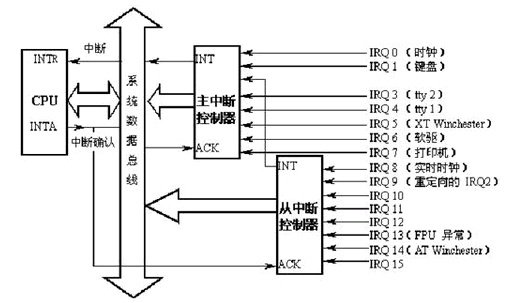 中断
INTR
CPU
INTA
中断确认
系统数据总线
INT
主中断
控制器
ACK
INT
从中断
控制器
ACK
IRQ 0 ( 时钟 )
IRQ 1 ( 键盘 )
IRQ 3 ( tty 2 )
IRQ 4 ( tty 1 )
IRQ 5 ( XT Winchester )
IRQ 6 ( 软驱 )
IRQ 7 ( 打印机 )
IRQ 8 ( 实时时钟 )
IRQ 9 ( 重定向的 IRQ2 )
IRQ 10
IRQ 11
IRQ 12
IRQ 13 ( FPU 异常 )
IRQ 14 ( AT Winchester )
IRQ 15